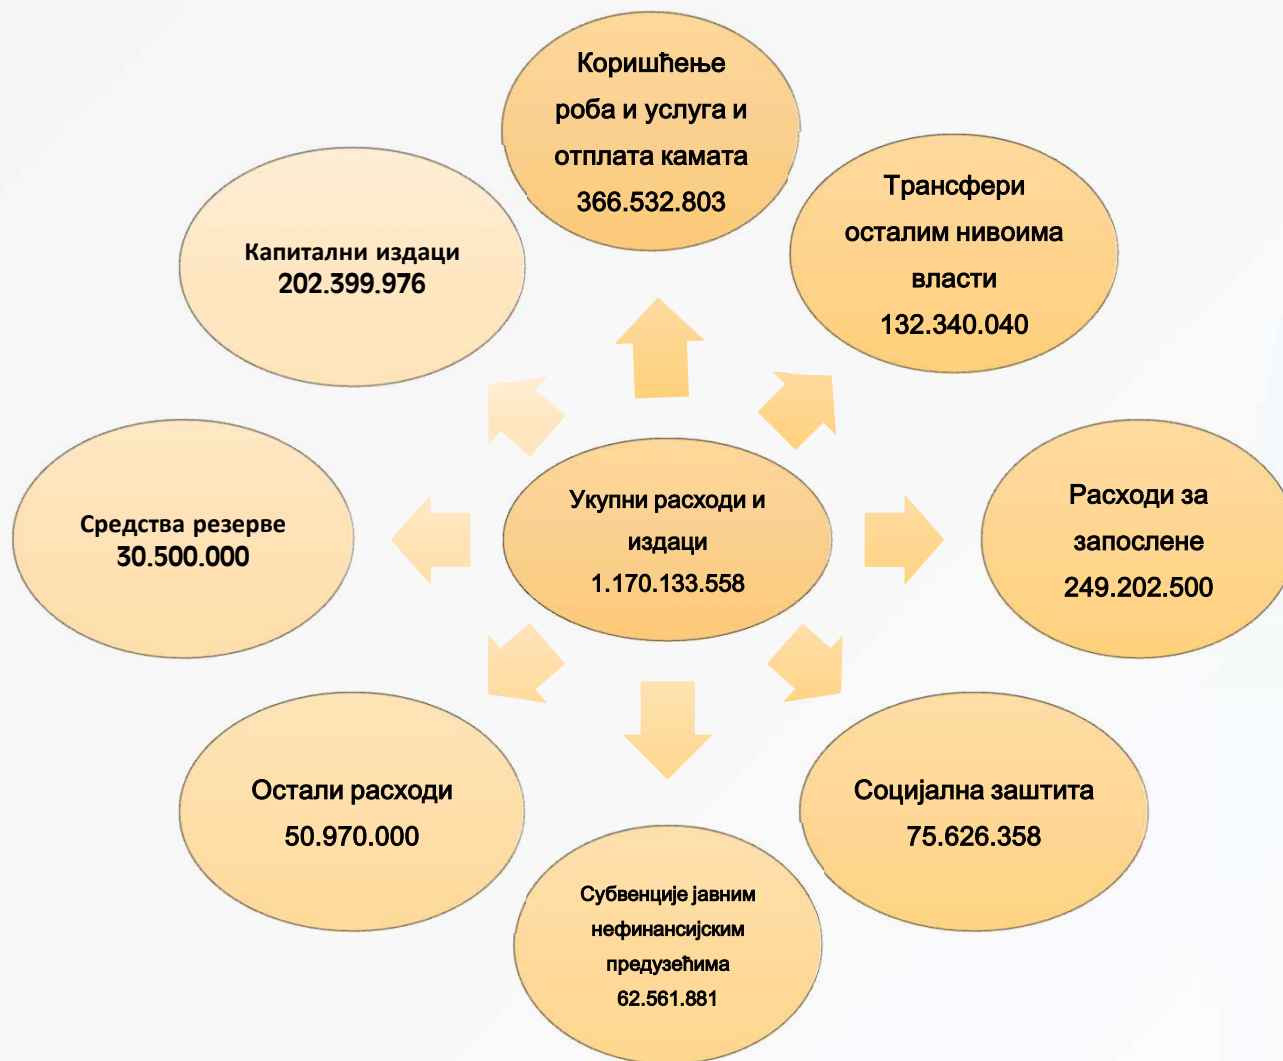 Коришћење
роба и услуга и
отплата камата
366.532.803
Трансфери
осталим нивоима
власти
132.340.040
Капитални издаци
202.399.976
Расходи за
запослене
249.202.500
Укупни расходи и
издаци
1.170.133.558
Средства резерве
30.500.000
Социјална заштита
75.626.358
Остали расходи
50.970.000
Субвенције јавним
нефинансијским
предузећима
62.561.881